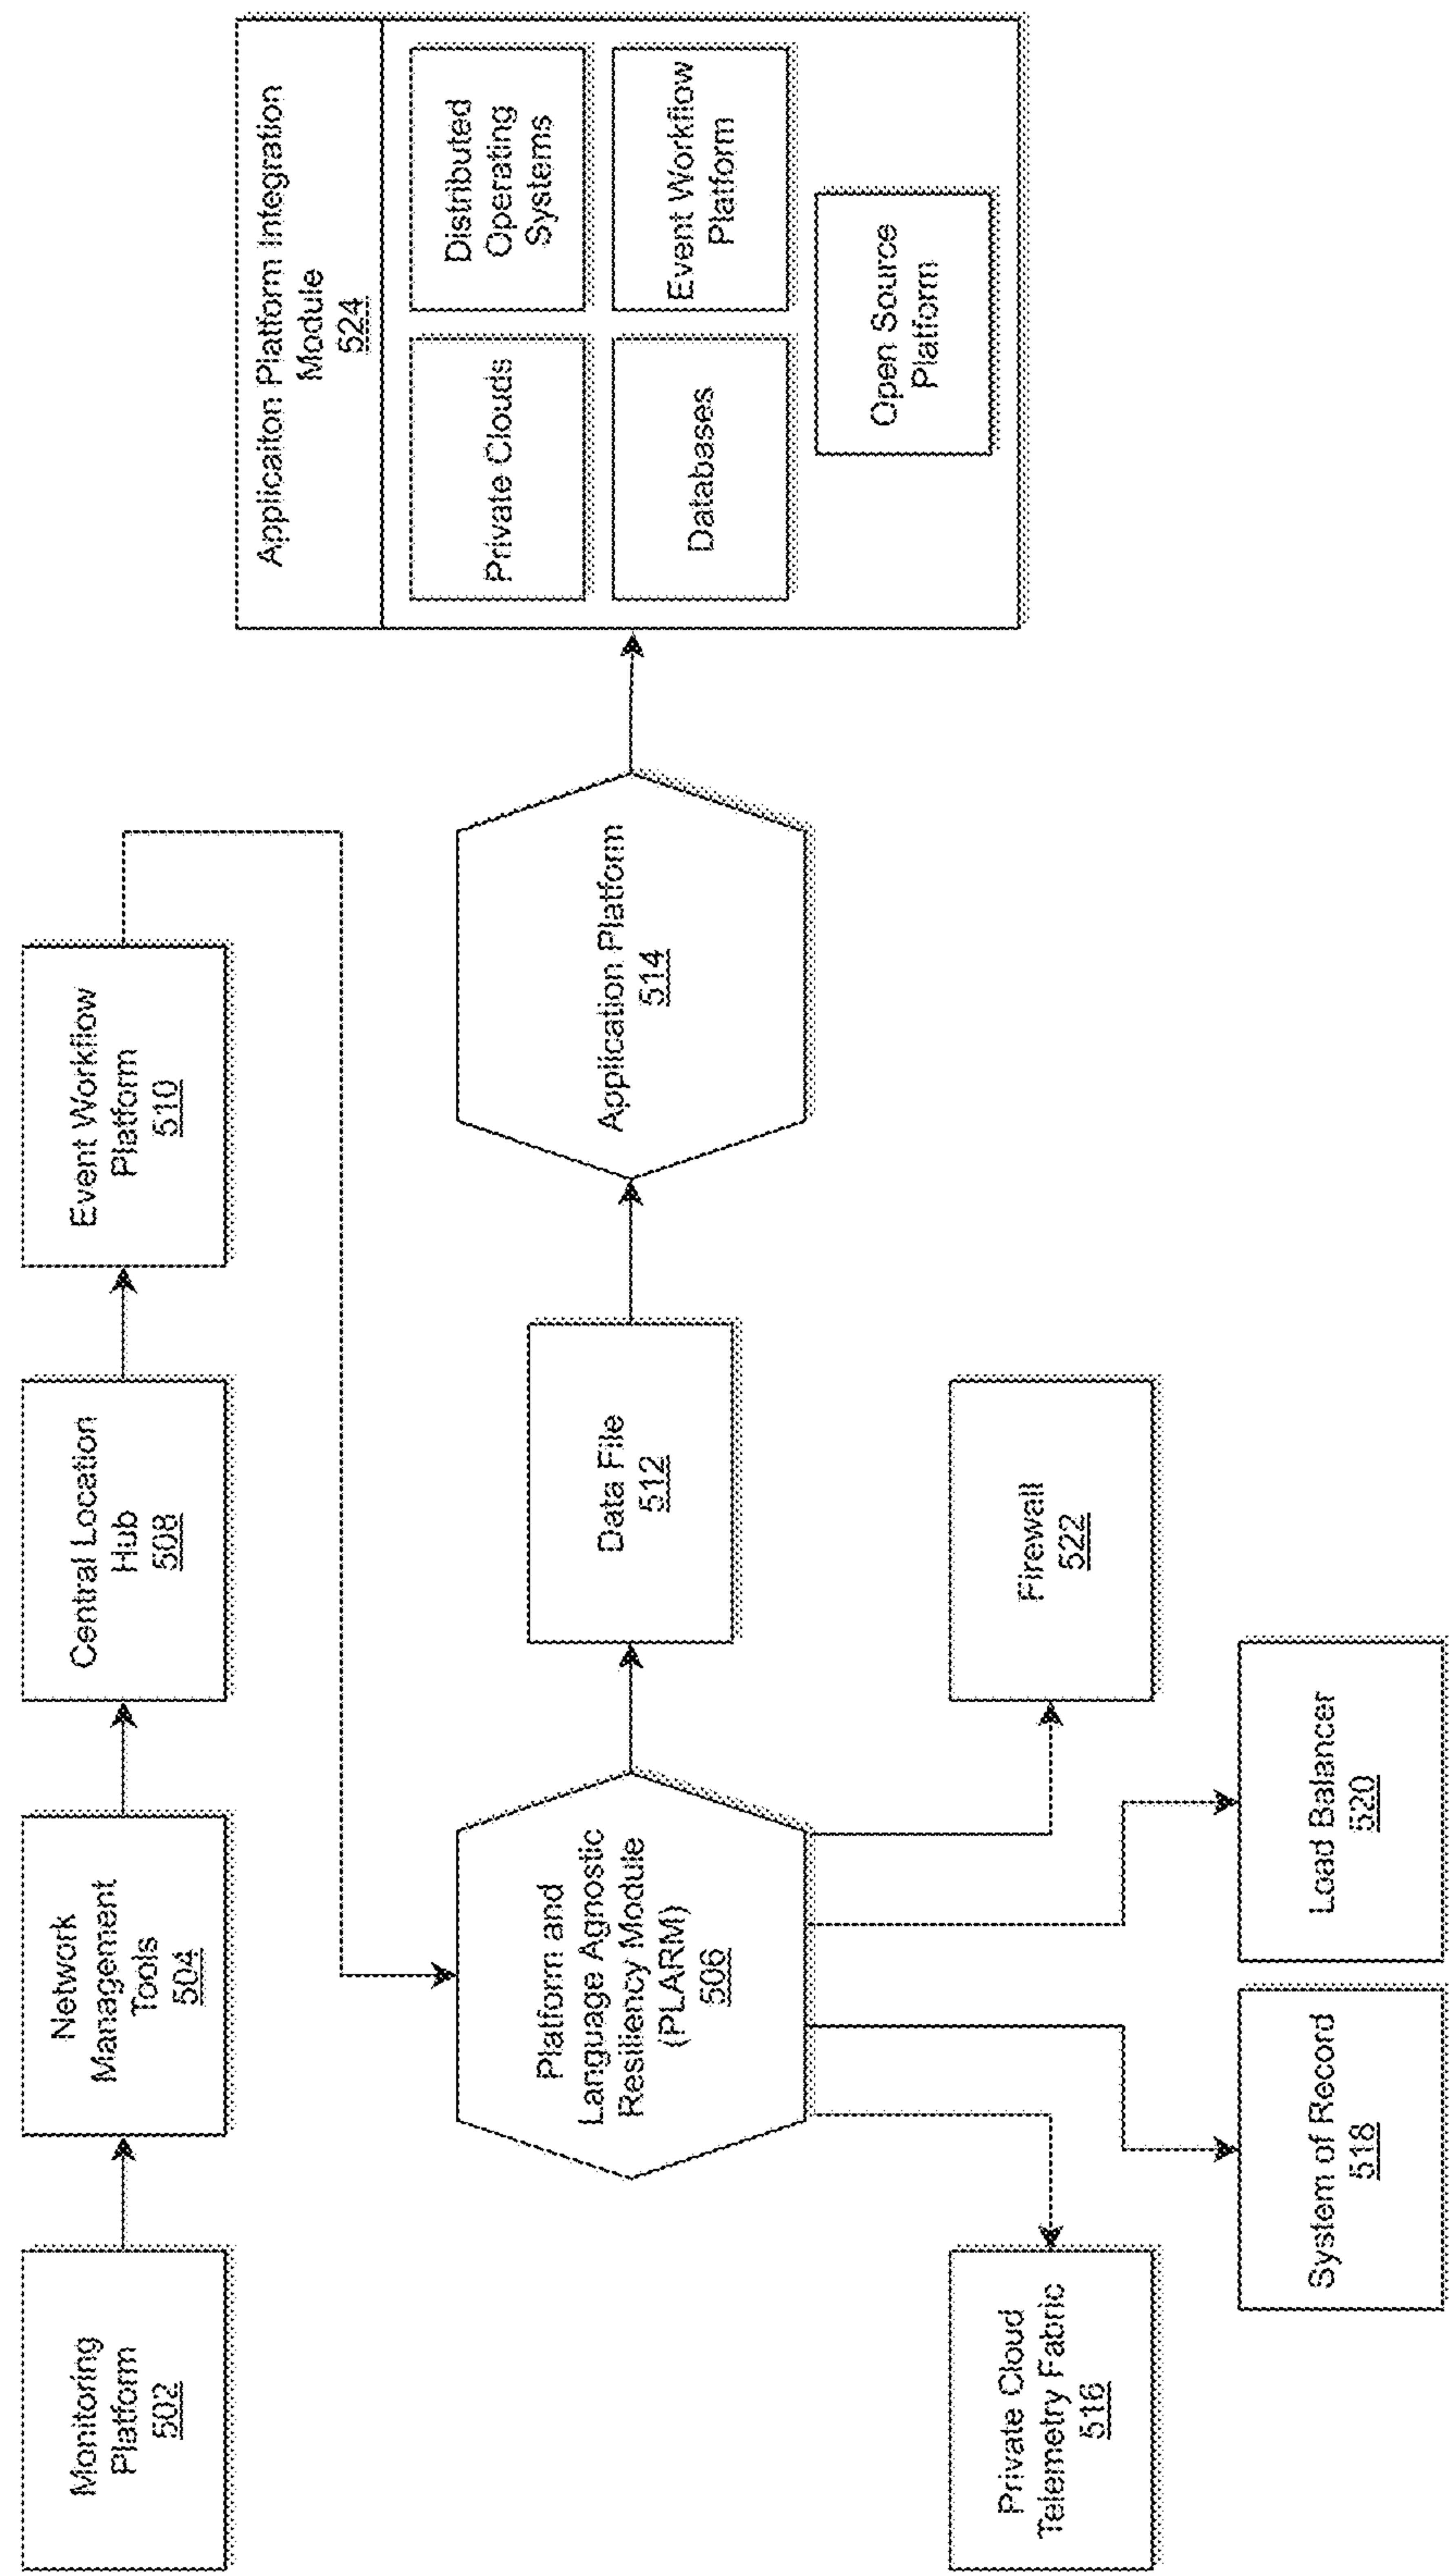 Monitoring
Platform
502
Network
Management
Tools
504
Central Location
Hub
508
Event Workflow
Platform
510
Platform and
Language Agnostic
Resiliency Module
(PLARM)
506
Data File
512
Application Platform
514
Applicaiton Platform Integration
Module
524
Private Clouds
Distributed
Operating
Systems
Databases
Event Workflow
Platform
Open Source
Platform
Private Cloud
Telemetry Fabric
516
System of Record
518
Load Balancer
520
Firewall
522